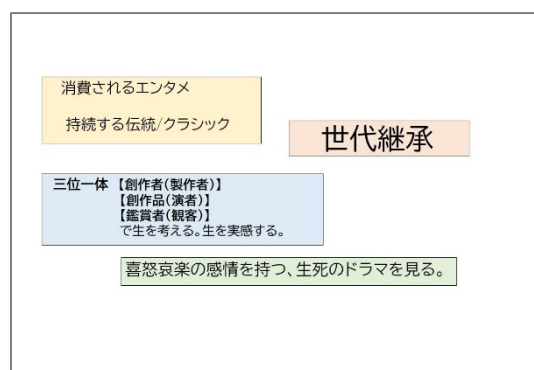 消費されるエンタメ
持続する伝統/クラシック
世代継承
三位一体 【創作者(製作者)】
【創作品(演者)】
【鑑賞者(観客)】
で生を考える。生を実感する。
喜怒哀楽の感情を持つ、生死のドラマを見る。